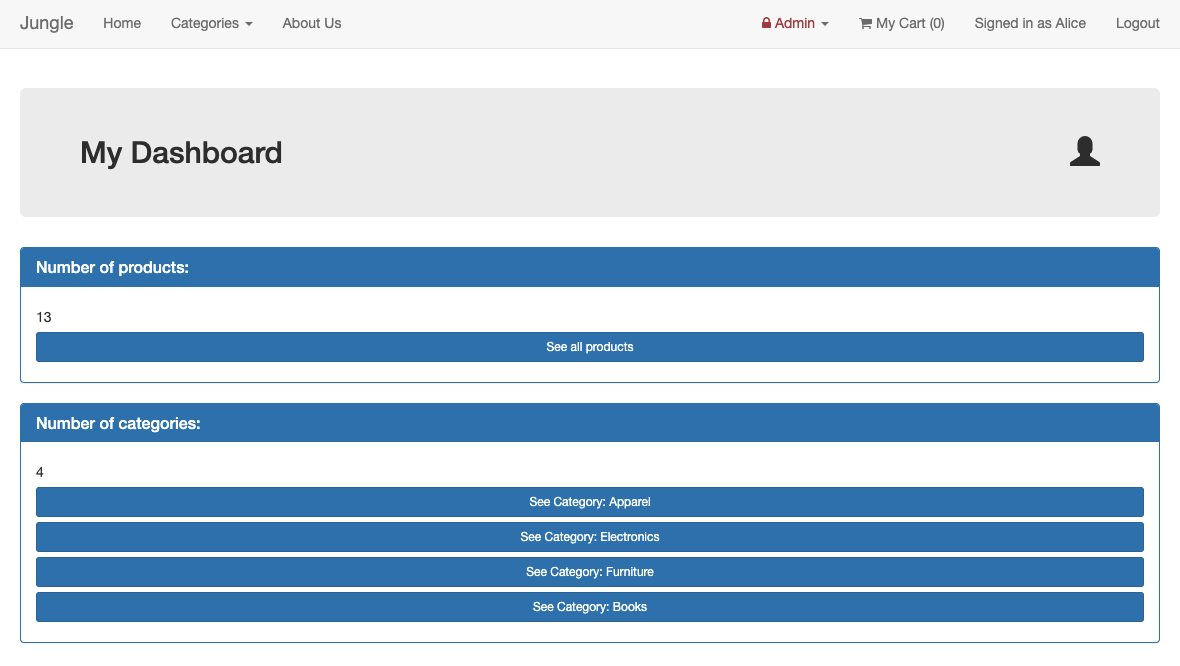 Jungle Home Categories About Us Admin My Cart (0) Signed in as Alice Logout
My Dashboard
Number of products:
13
See all products
Number of categories:
4
See Category: Apparel
See Category: Electronics
See Category: Furniture
See Category: Books